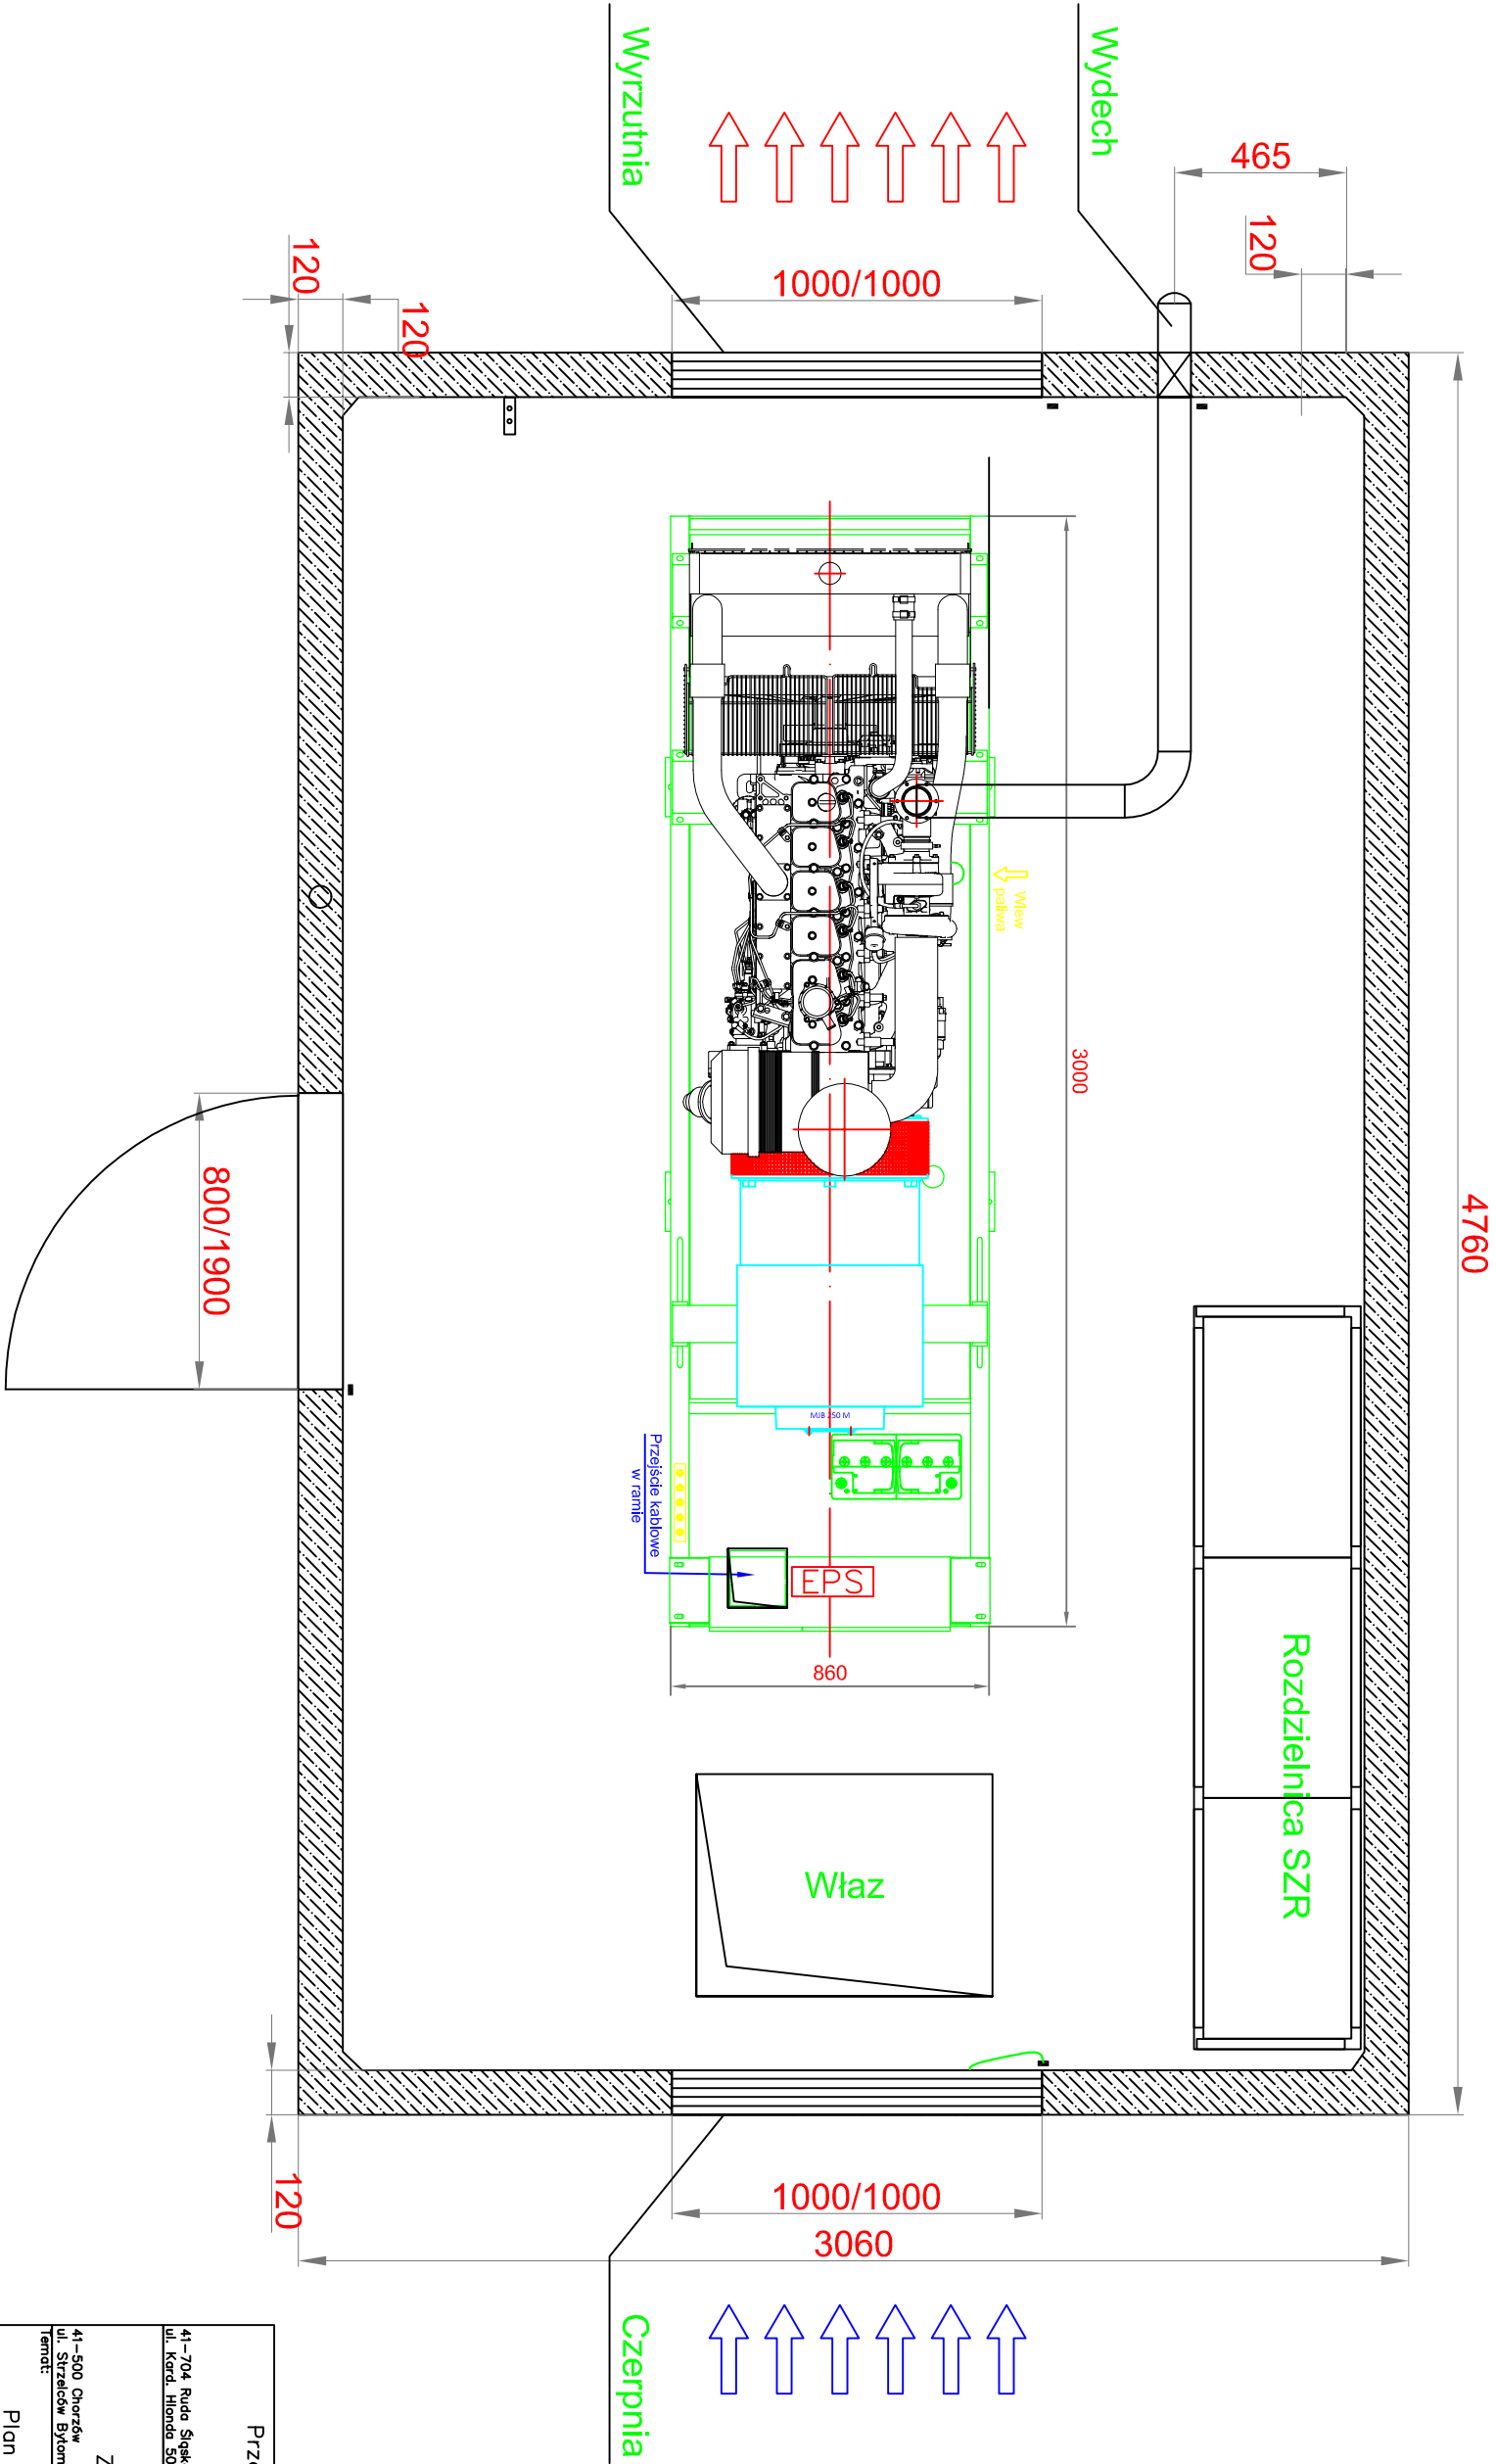 Wydech
Wyrzutnia
465
120
1000/1000
120
120
4760
3000
Wlew
paliwa
800/1900
MJB 250 M
Przejście kablowe
w ramie
EPS
860
Rozdzielnica SZR
Właz
120
1000/1000
3060
Czerpnia
41-704 Ruda
ul. Kard. Hlonda 50
41-500 Chorzów
ul. Strzelców
Temat:
Plan